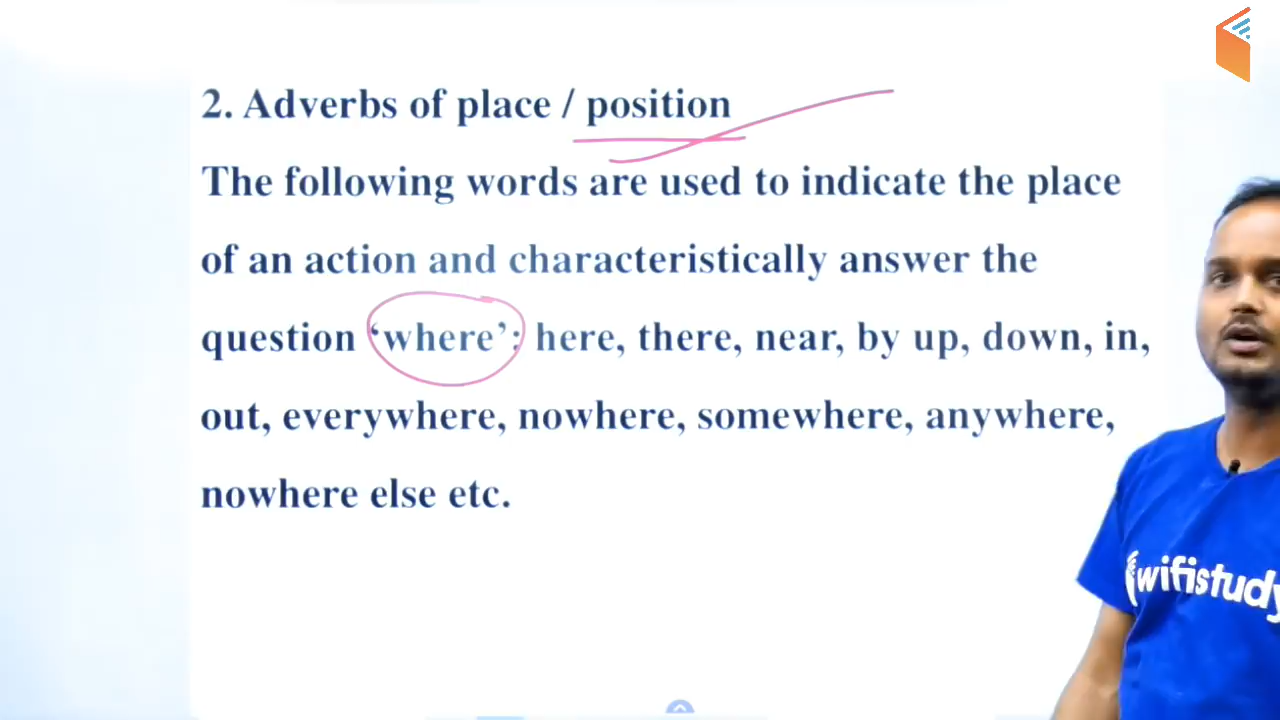 2. Adverbs of place / position
The following words are used to indicate the place
of an action and characteristically answer the
question ‘where’: here, there, near, by up, down, in,
out, everywhere, nowhere, somewhere, anywhere,
nowhere else etc.
wifistudy